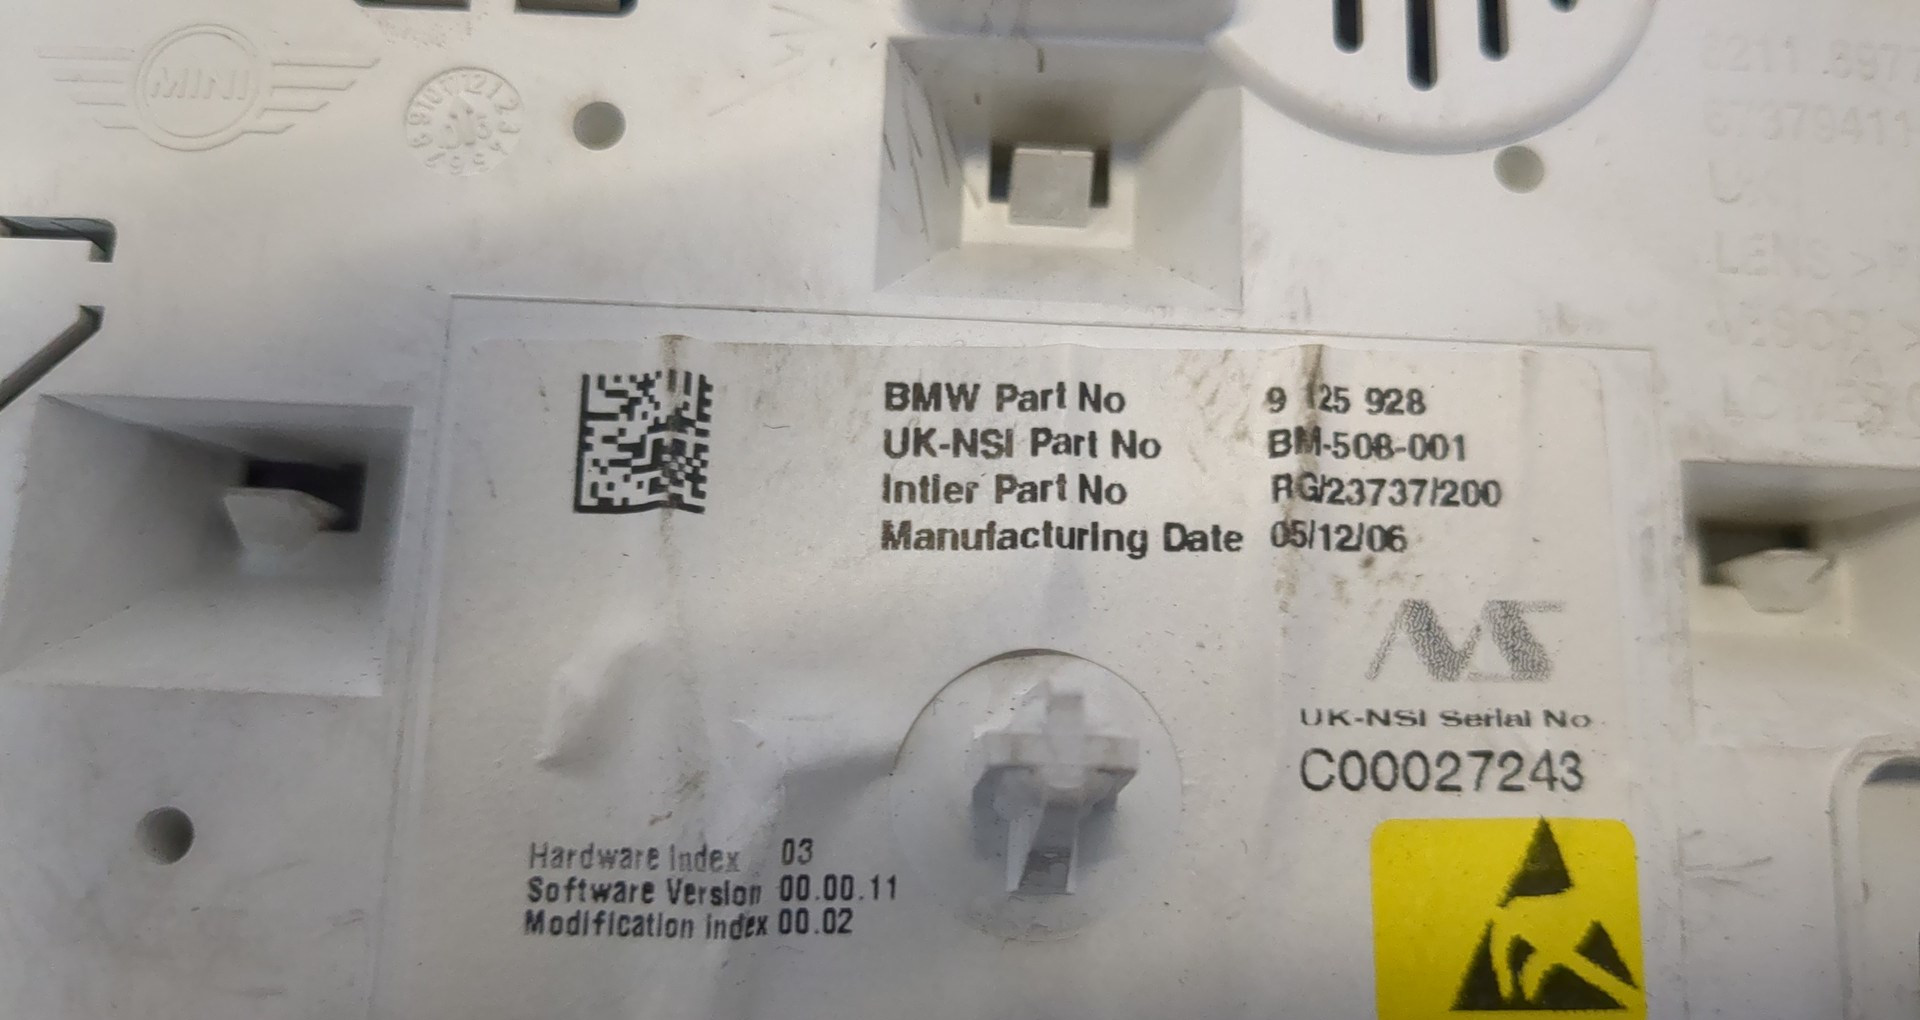 MINI
BMW Part No 9 125 928
UK-NSI Part No BM-508-001
Intier Part No RG/23737/200
Manufacturing Date 05/12/06
UK-NSI Serial No
C00027243
Hardware Index 03
Software Version 00.00.11
Modification index 00.02
LENS